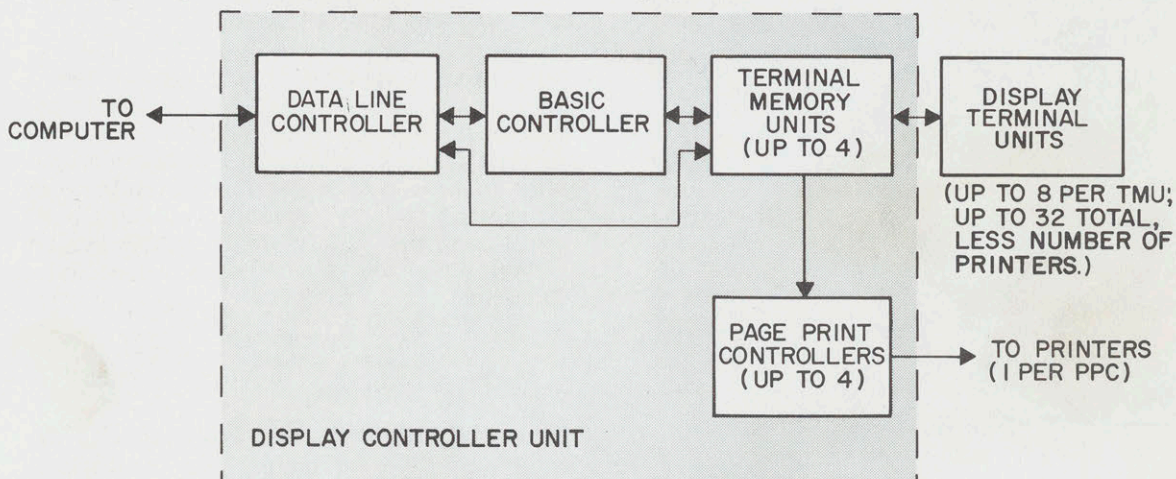 TO
COMPUTER
DATA LINE
CONTROLLER
BASIC
CONTROLLER
TERMINAL
MEMORY
UNITS
(UP TO 4)
DISPLAY
TERMINAL
UNITS
(UP TO 8 PER TMU;
UP TO 32 TOTAL,
LESS NUMBER OF
PRINTERS.)
PAGE PRINT
CONTROLLERS
(UP TO 4)
TO PRINTERS
(1 PER PPC)
DISPLAY CONTROLLER UNIT